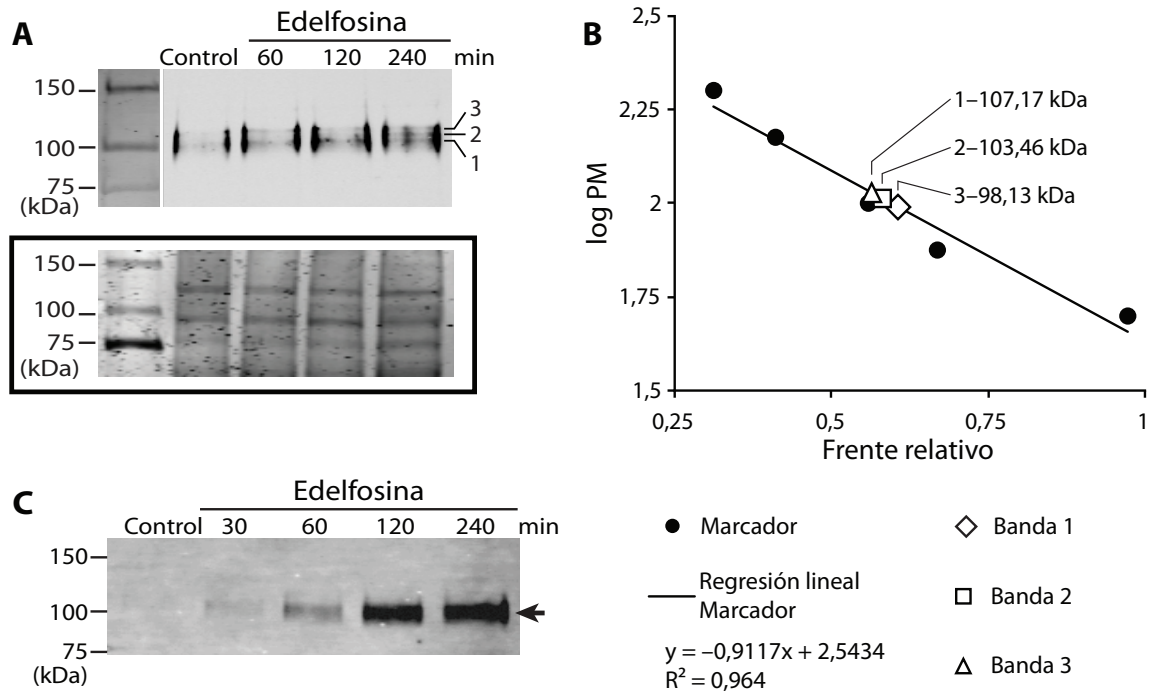 A
Edelfosina
Control 60 120 240 min
150
100
75
(kDa)
3
2
1
150
100
75
(kDa)
B
2,5
2,25
2
1,75
1,5
log PM
0,25 0,5 0,75 1
Frente relativo
1–107,17 kDa
2–103,46 kDa
3–98,13 kDa
C
Edelfosina
Control 30 60 120 240 min
150
100
75
(kDa)
Marcador
Regresión lineal
Marcador
y = –0,9117x + 2,5434
R² = 0,964
Banda 1
Banda 2
Banda 3